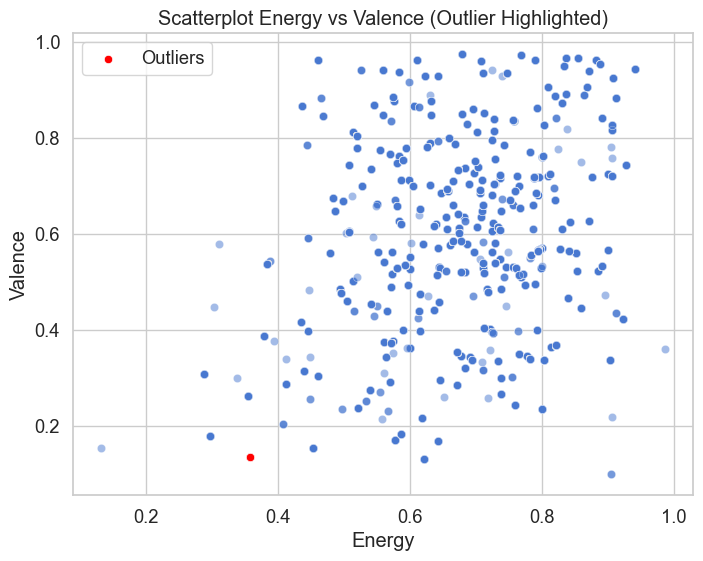 Scatterplot Energy vs Valence (Outlier Highlighted)
Outliers
1.0
0.8
0.6
0.4
0.2
Valence
0.2 0.4 0.6 0.8 1.0
Energy